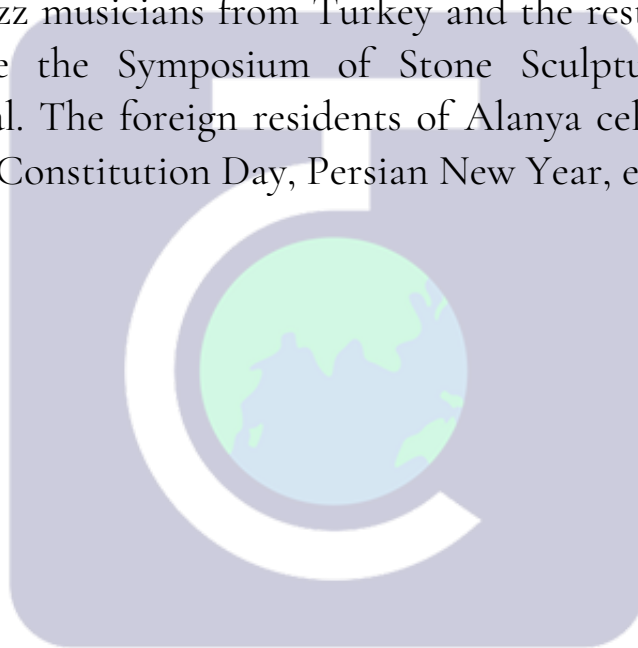 musicians from Turkey and the
the Symposium of Stone
The foreign residents of Alanya
Constitution Day, Persian New Year,